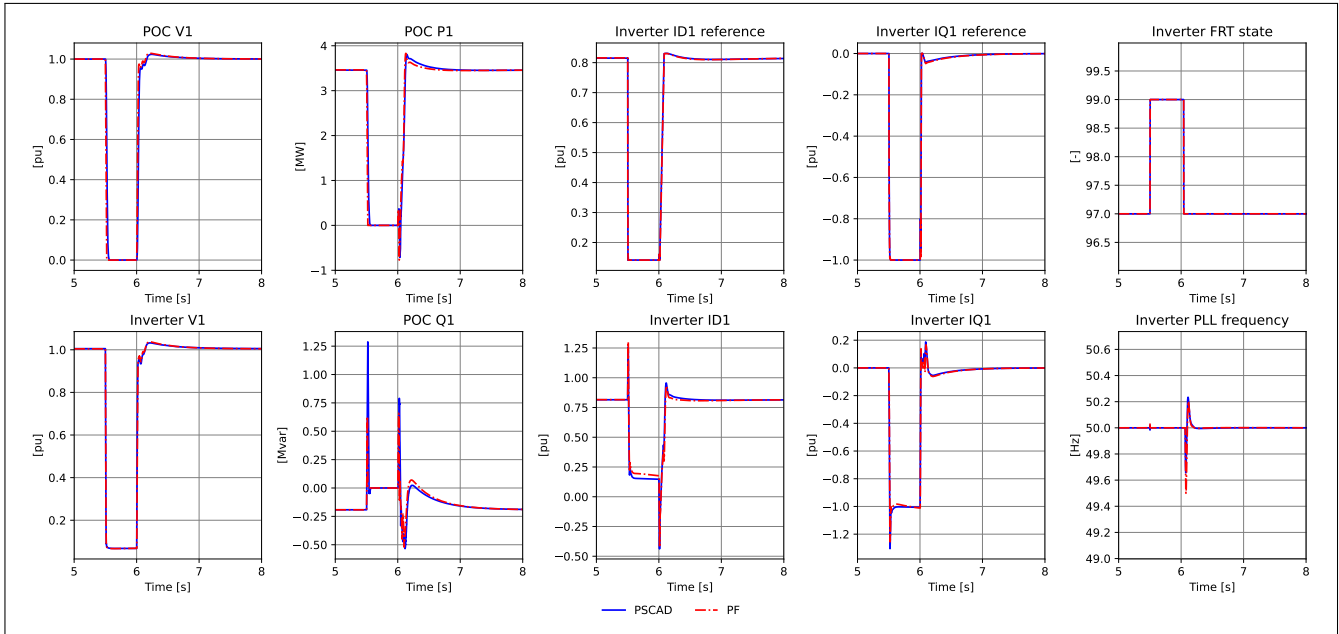 POC V1
POC P1
Inverter ID1 reference
Inverter IQ1 reference
Inverter FRT state
[pu]
1.0
0.8
0.6
0.4
0.2
0.0
5 6 7 8
Time [s]
[MW]
4
3
2
1
0
−1
5 6 7 8
Time [s]
[pu]
0.8
0.7
0.6
0.5
0.4
0.3
0.2
5 6 7 8
Time [s]
[pu]
0.0
−0.2
−0.4
−0.6
−0.8
−1.0
5 6 7 8
Time [s]
[-]
99.5
99.0
98.5
98.0
97.5
97.0
96.5
5 6 7 8
Time [s]
Inverter V1
POC Q1
Inverter ID1
Inverter IQ1
Inverter PLL frequency
[pu]
1.0
0.8
0.6
0.4
0.2
5 6 7 8
Time [s]
[Mvar]
1.25
1.00
0.75
0.50
0.25
0.00
−0.25
−0.50
5 6 7 8
Time [s]
[pu]
1.25
1.00
0.75
0.50
0.25
0.00
−0.25
−0.50
5 6 7 8
Time [s]
[pu]
0.2
0.0
−0.2
−0.4
−0.6
−0.8
−1.0
−1.2
5 6 7 8
Time [s]
[Hz]
50.6
50.4
50.2
50.0
49.8
49.6
49.4
49.2
49.0
5 6 7 8
Time [s]
PSCAD
PF